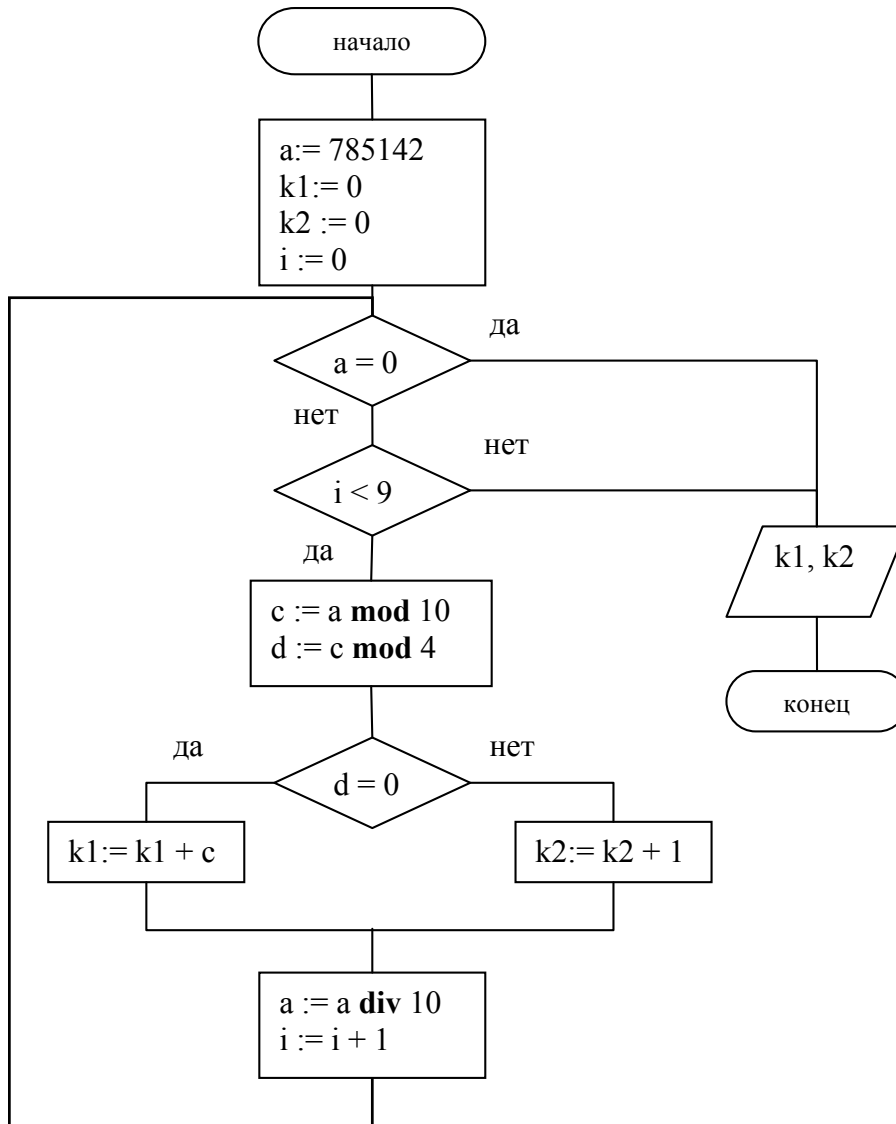 начало
a:= 785142
k1:= 0
k2 := 0
i := 0
да
a = 0
нет
нет
i < 9
да
k1, k2
c := a mod 10
d := c mod 4
конец
да
нет
d = 0
k1:= k1 + c
k2:= k2 + 1
a := a div 10
i := i + 1